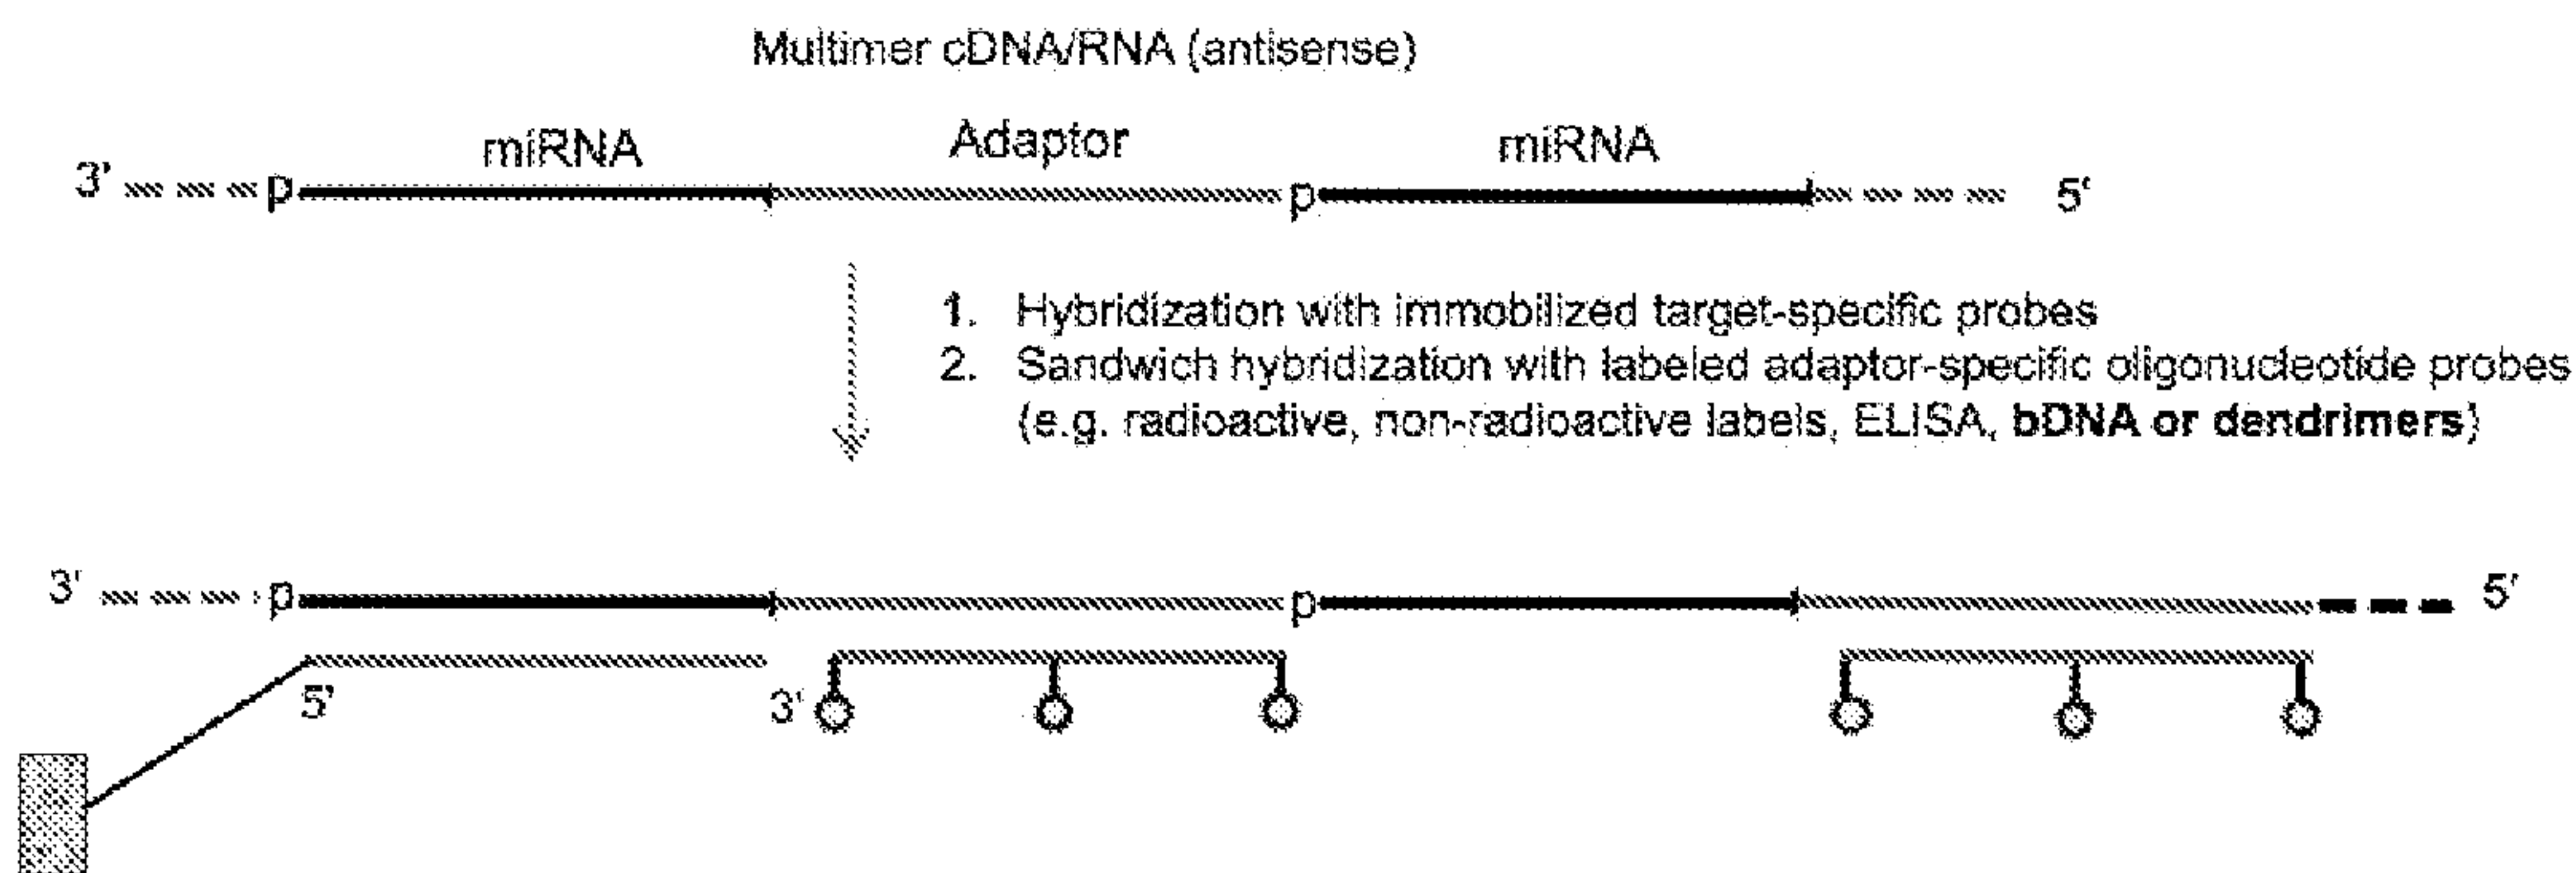 Multimer cDNA/RNA (antisense)
miRNA Adaptor miRNA
3' p p 5'
1. Hybridization with immobilized target-specific probes
2. Sandwich hybridization with labeled adaptor-specific oligonucleotide probes
(e.g. radioactive, non-radioactive labels, ELISA, bDNA or dendrimers)
3' p p 5'
5' 3'